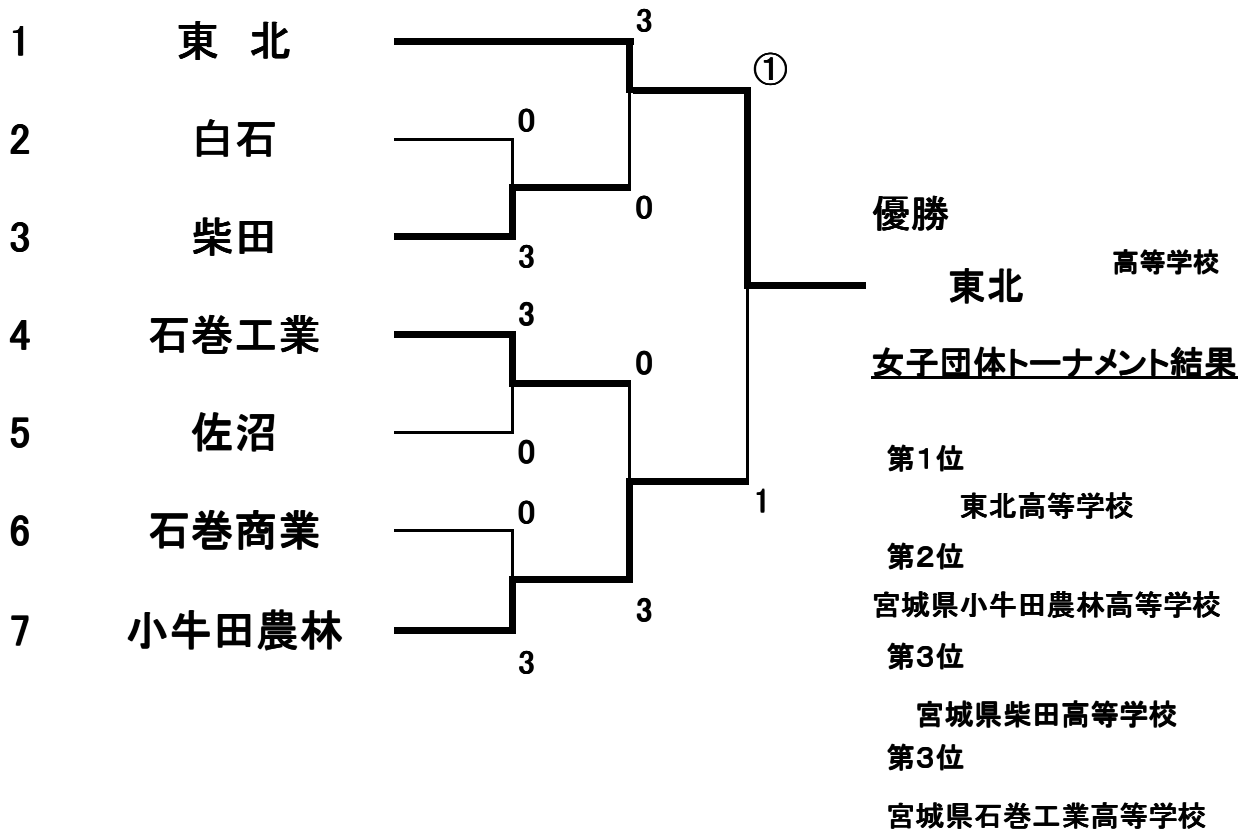 1 東 北
3
①
2 白石
0
0
3 柴田
3
4 石巻工業
3
0
5 佐沼
0
6 石巻商業
0
1
3
7 小牛田農林
3
優勝
東北 高等学校
女子団体トーナメント結果
第1位
東北高等学校
第2位
宮城県小牛田農林高等学校
第3位
宮城県柴田高等学校
第3位
宮城県石巻工業高等学校